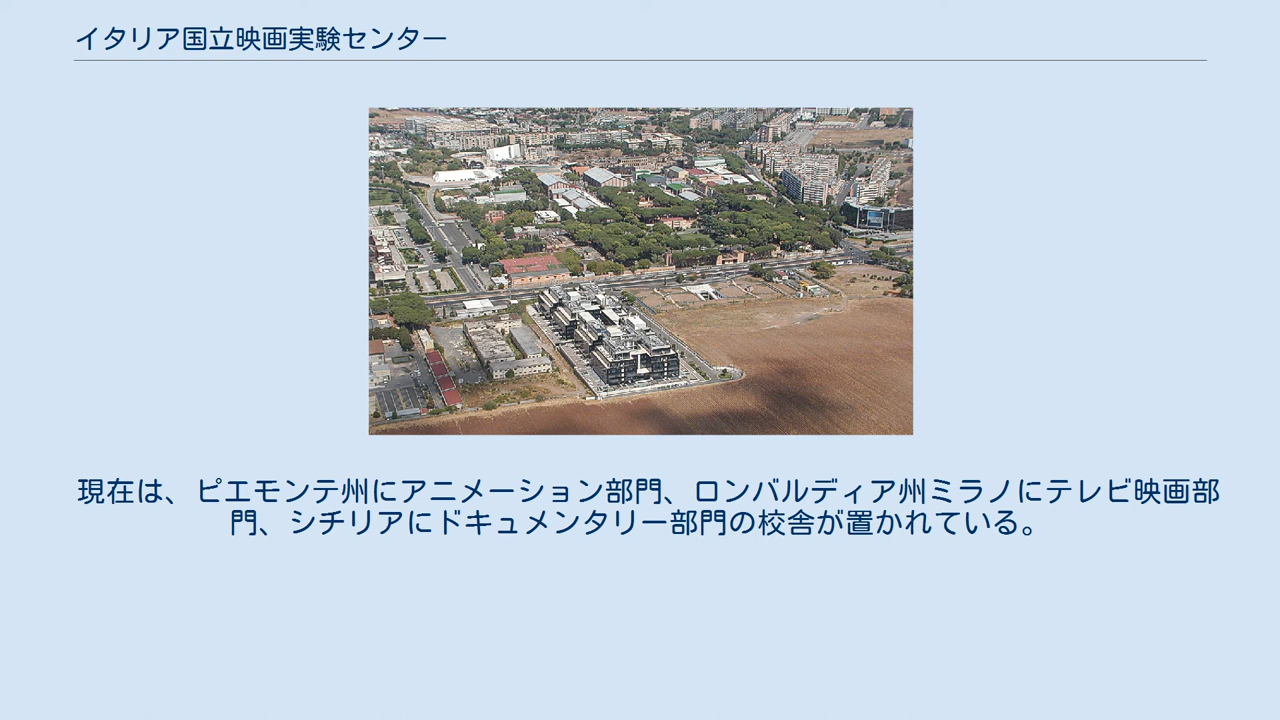 イタリア国立映画実験センター
現在は、ピエモンテ州にアニメーション部門、ロンバルディア州ミラノにテレビ映画部
門、シチリアにドキュメンタリー部門の校舎が置かれている。